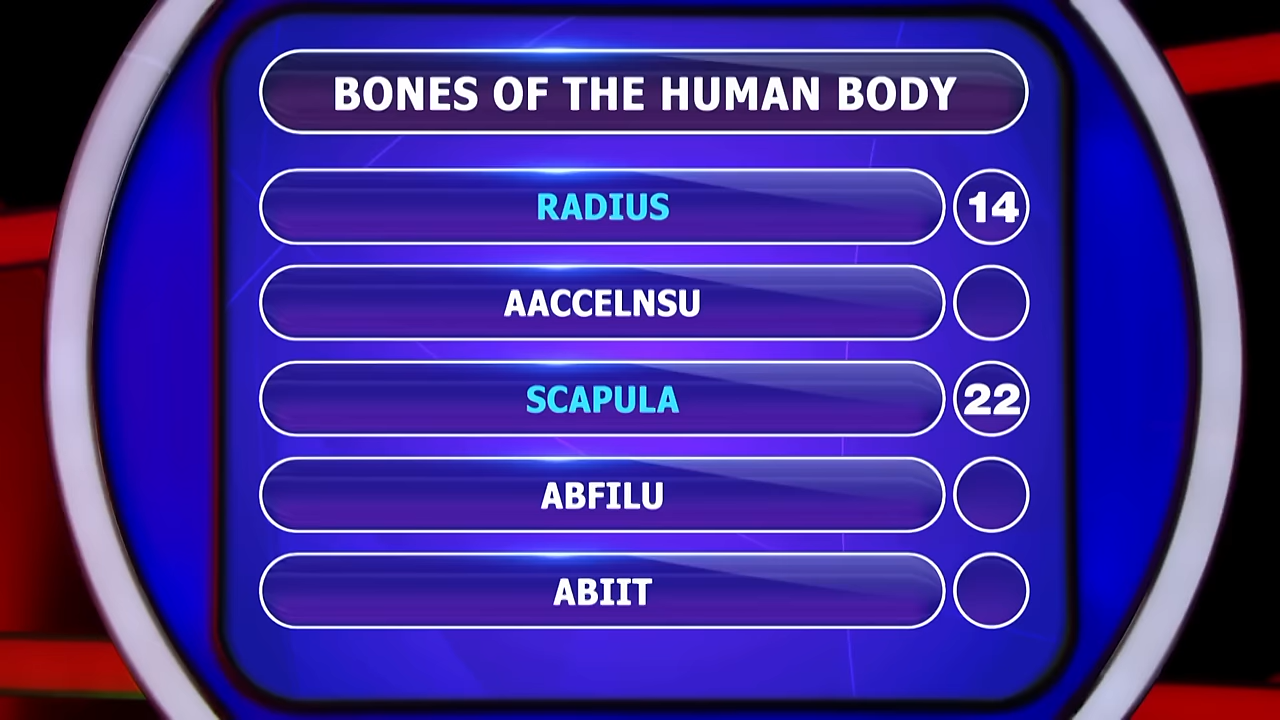 BONES OF THE HUMAN BODY
RADIUS 14
AACCELNSU
SCAPULA 22
ABFILU
ABIIT